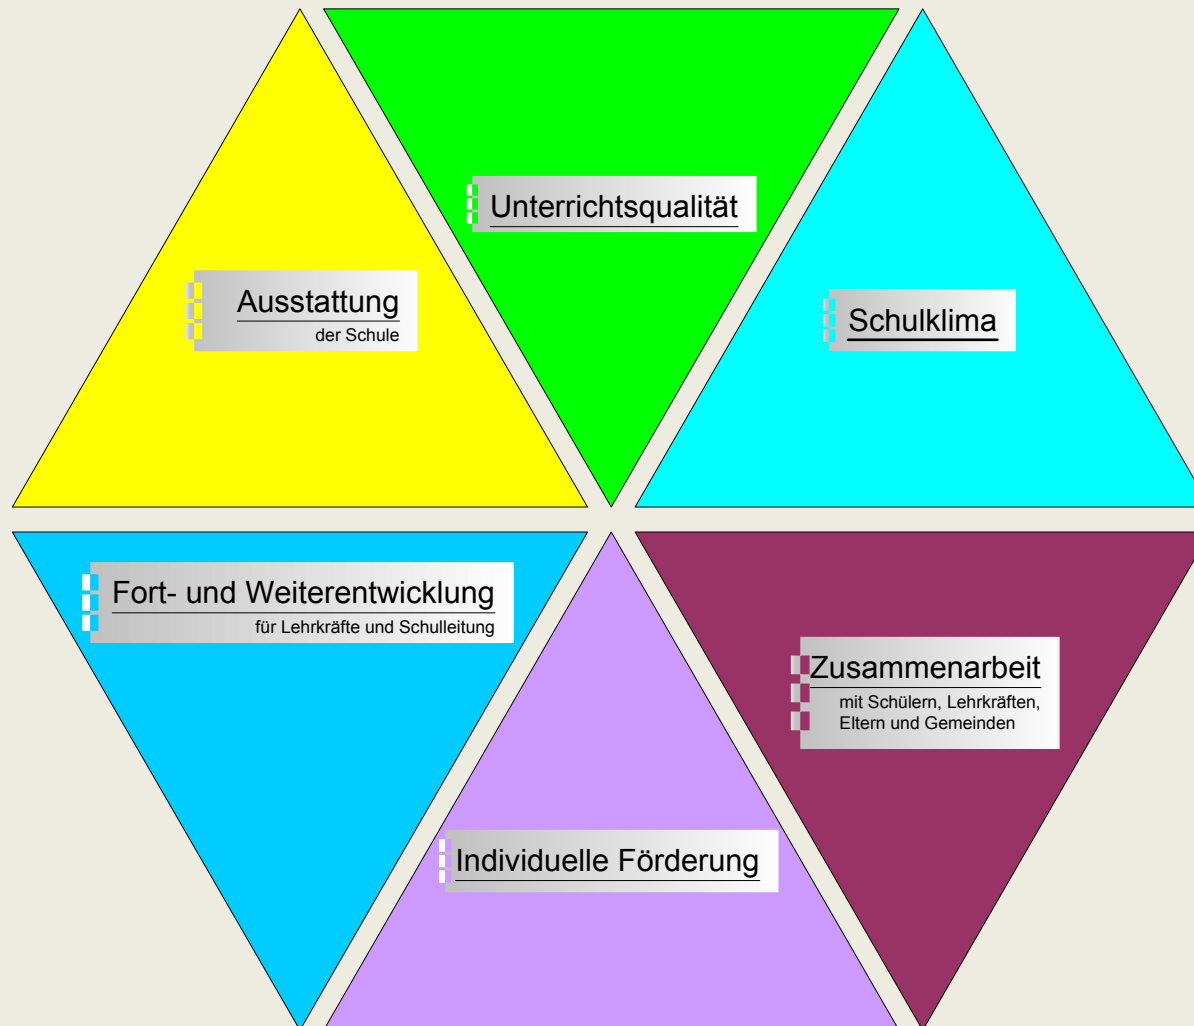 Unterrichtsqualität
Ausstattung
der Schule
Schulklima
Fort- und Weiterentwicklung
für Lehrkräfte und Schulleitung
Zusammenarbeit
mit Schülern, Lehrkräften,
Eltern und Gemeinden
Individuelle Förderung